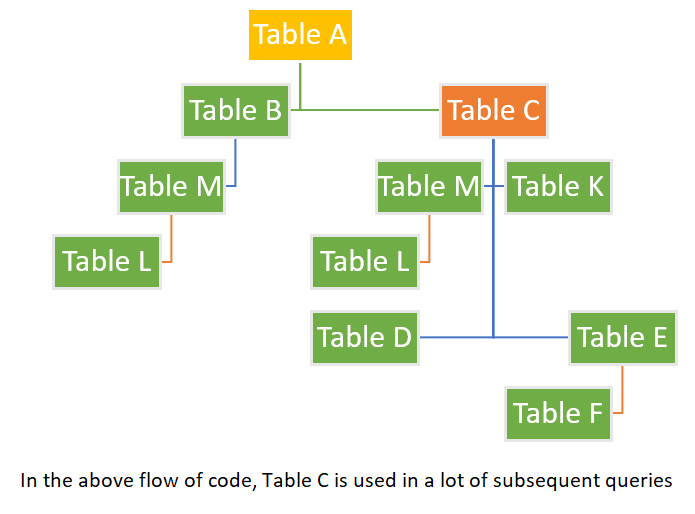 Table A
Table B
Table C
Table M
Table M
Table K
Table L
Table L
Table D
Table E
Table F
In the above flow of code, Table C is used in a lot of subsequent queries